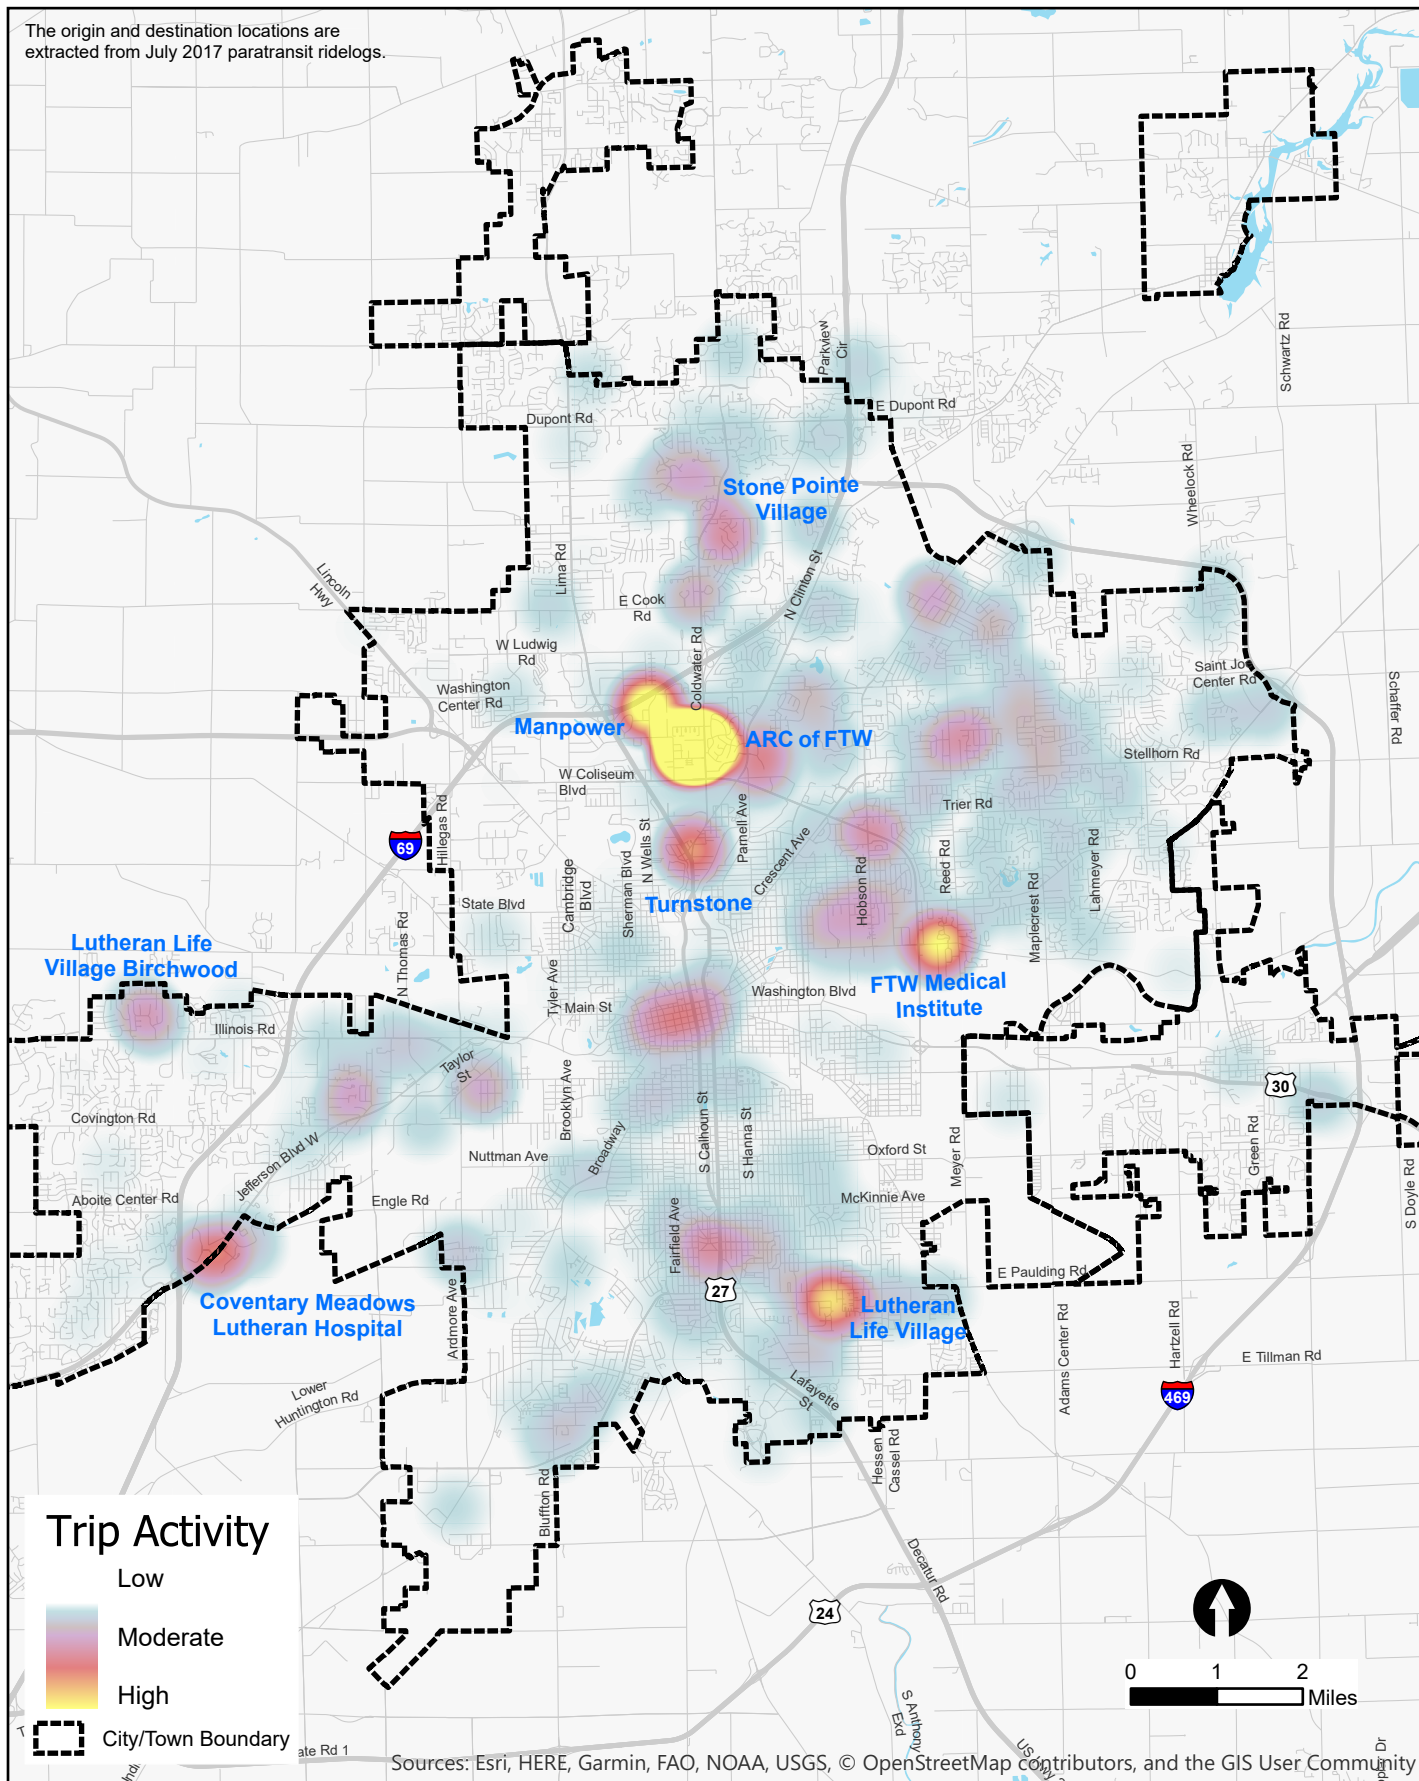 The origin and destination locations are
extracted from July 2017 paratransit ridelogs.
Parkview
Cir
Schwartz Rd
E Dupont Rd
Dupont Rd
Wheelock Rd
Stone Pointe
Village
Lima Rd
Lincoln
Hwy
N Clinton St
E Cook
Rd
W Ludwig
Rd
Coldwater Rd
Saint Joe
Center Rd
Schaffer Rd
Washington
Center Rd
Manpower
ARC of FTW
Stellhorn Rd
W Coliseum
Blvd
Trier Rd
Hillegas Rd
69
N Wells St
Parnell Ave
Crescent Ave
Reed Rd
Lahmeyer Rd
Cambridge
Blvd
Sherman Blvd
Hobson Rd
Maplecrest Rd
State Blvd
Turnstone
N Thomas Rd
Lutheran Life
Village Birchwood
Tyler Ave
Main St
Washington Blvd
FTW Medical
Institute
Illinois Rd
Taylor
St
30
Covington Rd
Brooklyn Ave
S Calhoun St
S Hanna St
Broadway
Jefferson Blvd W
Nuttman Ave
Oxford St
Meyer Rd
Green Rd
S Doyle Rd
Aboite Center Rd
Engle Rd
McKinnie Ave
Fairfield Ave
E Paulding Rd
27
Coventary Meadows
Lutheran Hospital
Ardmore Ave
Lutheran
Life Village
Adams Center Rd
Hartzell Rd
E Tillman Rd
Lower
Huntington Rd
Lafayette
St
469
Hessen
Cassel Rd
Bluffton Rd
Decatur Rd
24
Trip Activity
Low
Moderate
High
City/Town Boundary
0 1 2
Miles
S Anthony
Exd
US Hwy
ate Rd 1
Sources: Esri, HERE, Garmin, FAO, NOAA, USGS, © OpenStreetMap contributors, and the GIS User Community